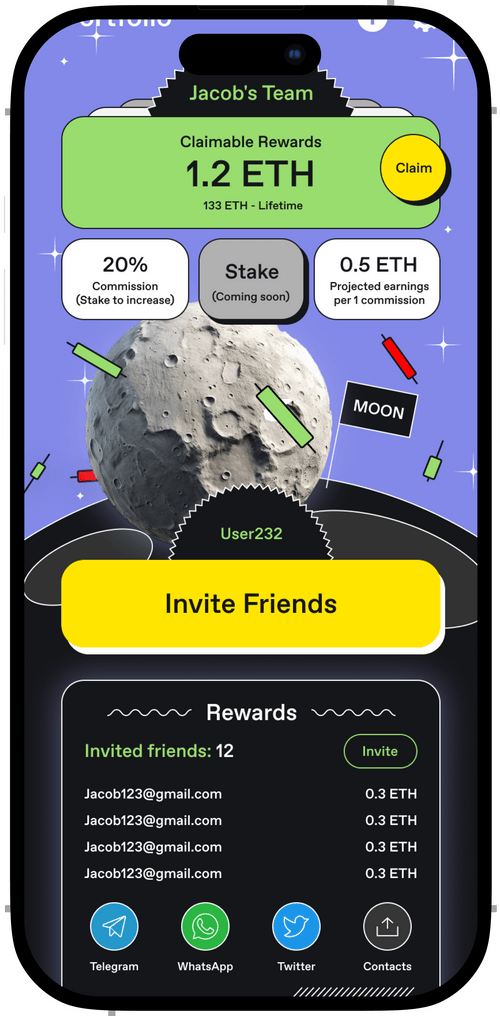 Jacob's Team
Claimable Rewards
1.2 ETH
133 ETH - Lifetime
Claim
20%
Commission
(Stake to increase)
Stake
(Coming soon)
0.5 ETH
Projected earnings
per 1 commission
MOON
User232
Invite Friends
Rewards
Invited friends: 12
Invite
Jacob123@gmail.com 0.3 ETH
Jacob123@gmail.com 0.3 ETH
Jacob123@gmail.com 0.3 ETH
Jacob123@gmail.com 0.3 ETH
Telegram
WhatsApp
Twitter
Contacts